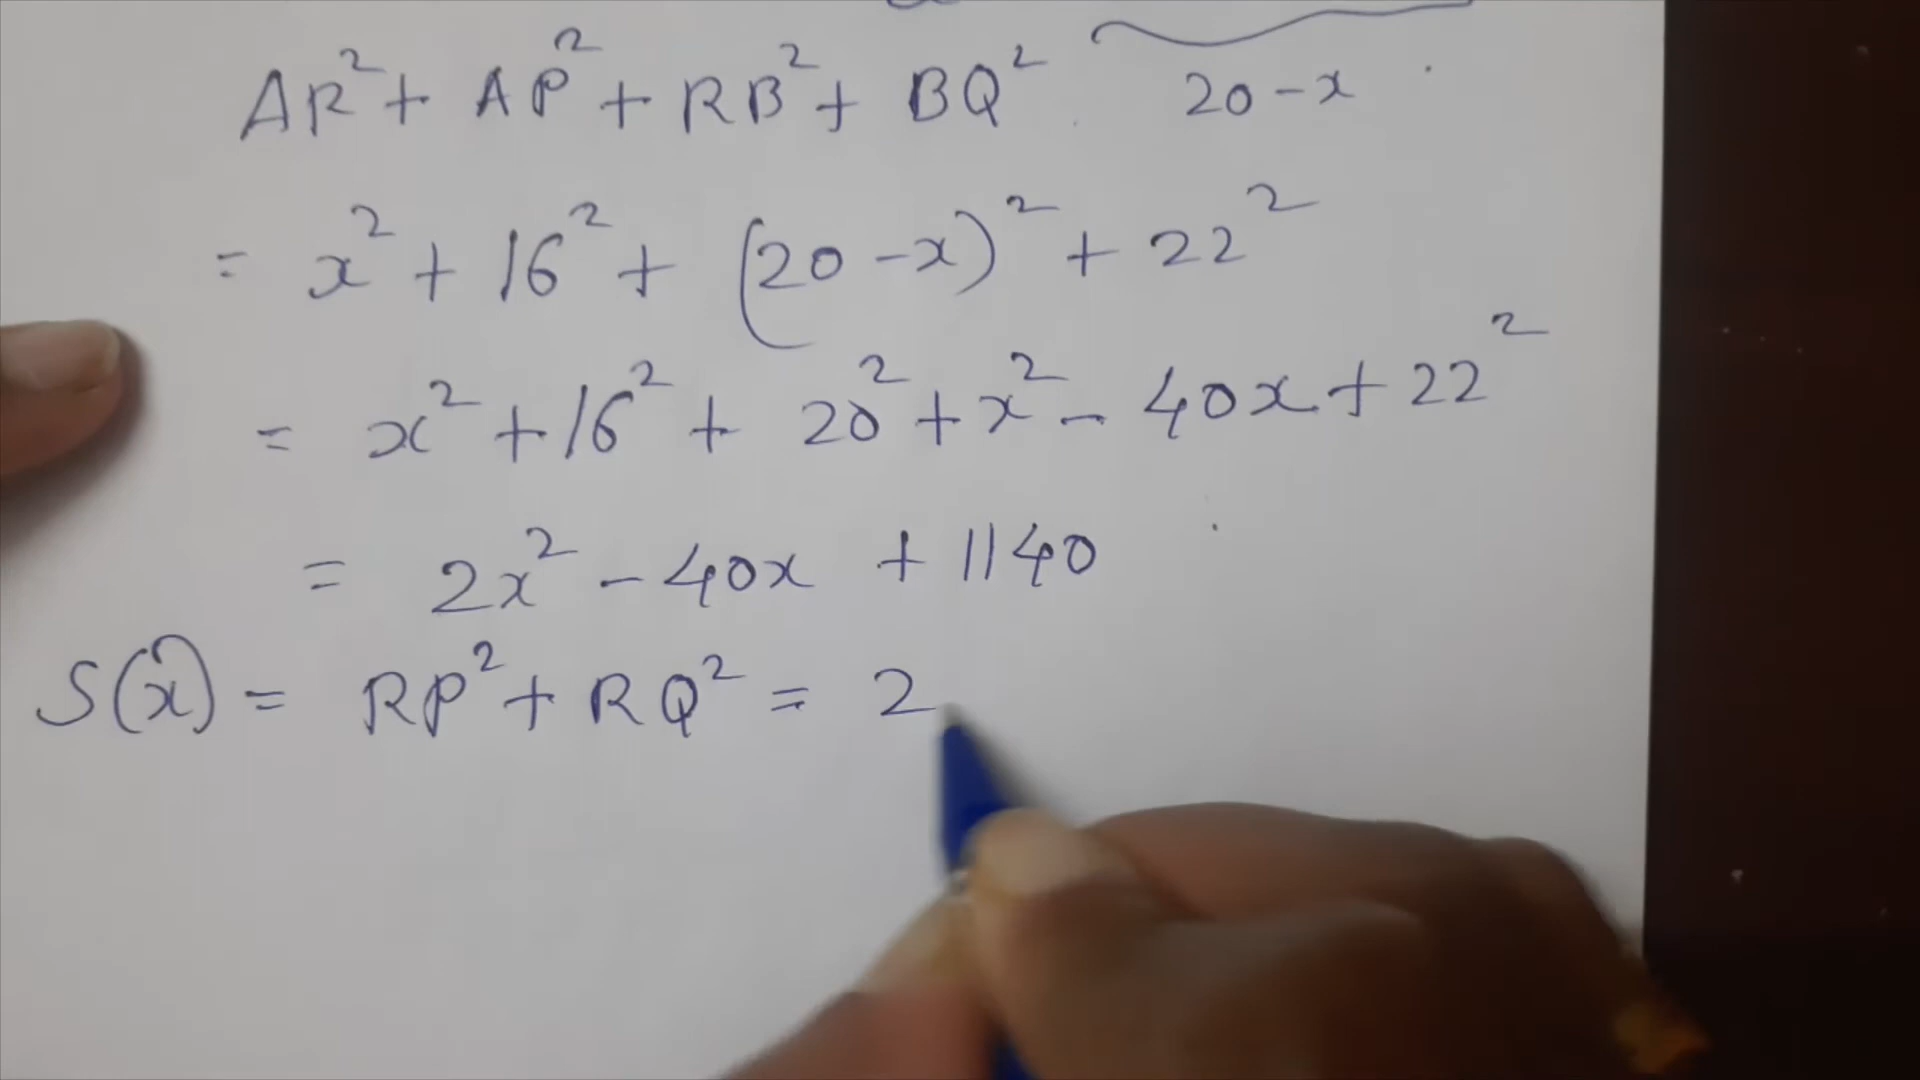 AR² + AP² + RB² + BQ²
20 - x
= x² + 16² + (20 - x)² + 22²
= x² + 16² + 20² + x² - 40x + 22²
= 2x² - 40x + 1140
S(x) = RP² + RQ² = 2